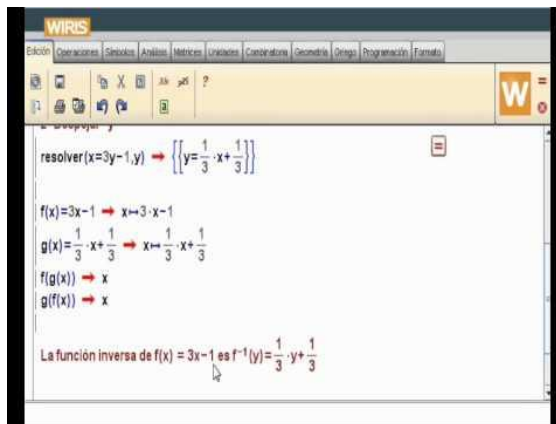 WIRIS
Edición Operaciones Símbolos Análisis Matrices Unidades Combinatoria Geometría Griego Programación Formato
W =
resolver(x=3y−1,y) → {{y=1/3·x+1/3}}
f(x)=3x−1 → x↦3·x−1
g(x)=1/3·x+1/3 → x↦1/3·x+1/3
f(g(x)) → x
g(f(x)) → x
La función inversa de f(x) = 3x−1 es f⁻¹(y)=1/3·y+1/3